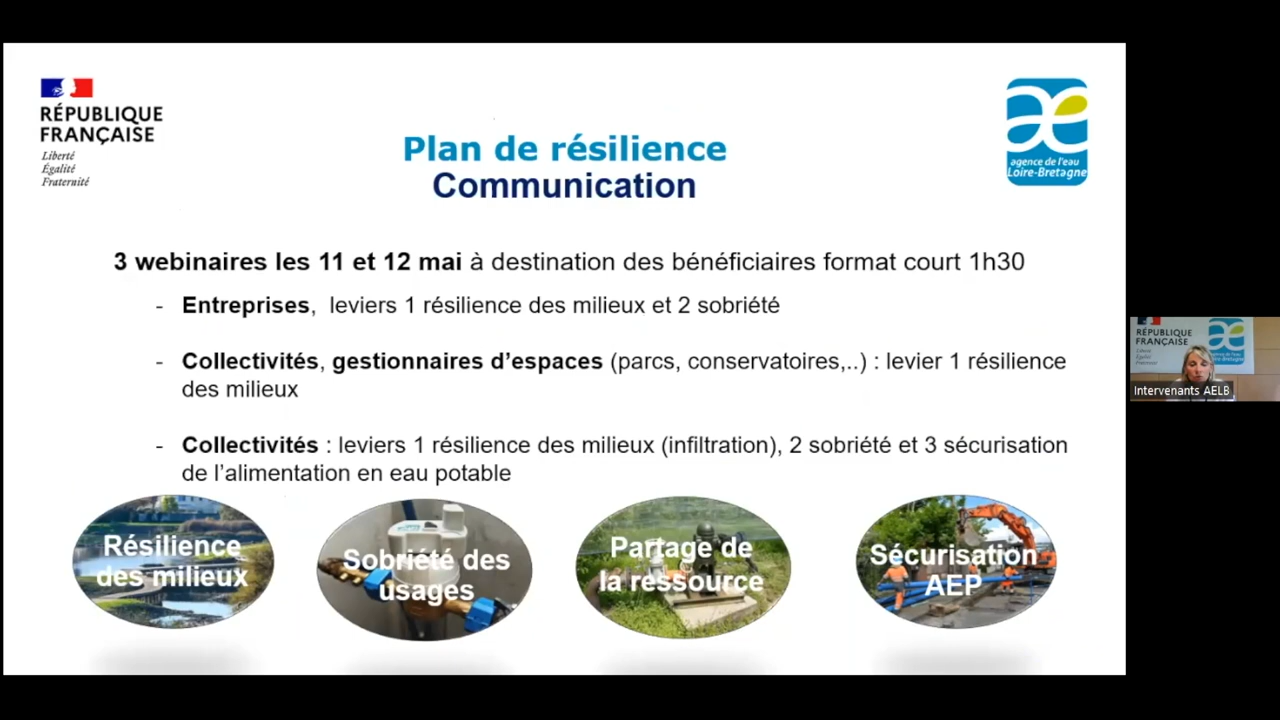 RÉPUBLIQUE
FRANÇAISE
Liberté
Égalité
Fraternité
agence de l'eau
Loire-Bretagne
Plan de résilience
Communication
3 webinaires les 11 et 12 mai à destination des bénéficiaires format court 1h30
- Entreprises, leviers 1 résilience des milieux et 2 sobriété
- Collectivités, gestionnaires d'espaces (parcs, conservatoires,..) : levier 1 résilience
des milieux
- Collectivités : leviers 1 résilience des milieux (infiltration), 2 sobriété et 3 sécurisation
de l'alimentation en eau potable
Résilience
des milieux
Sobriété des
usages
Partage de
la ressource
Sécurisation
AEP
RÉPUBLIQUE
FRANÇAISE
Intervenants AELB